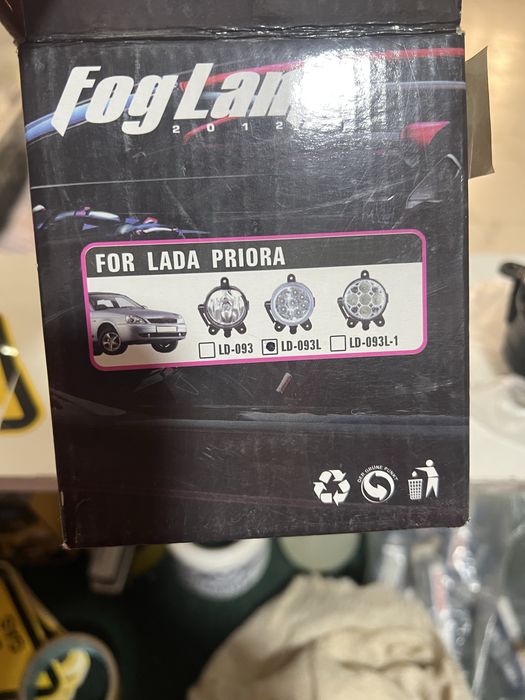 Fog Lam
2012
FOR LADA PRIORA
LD-093 LD-093L LD-093L-1
DER GRÜNE PUNKT